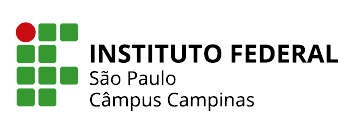 INSTITUTO FEDERAL
São Paulo
Câmpus Campinas